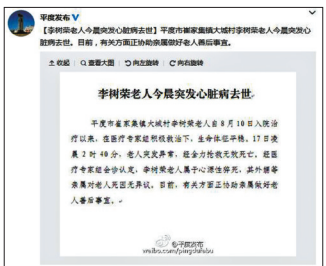 平度发布 V
【李树荣老人今晨突发心脏病去世】平度市崔家集镇大城村李树荣老人今晨突发心
脏病去世。目前，有关方面正协助亲属做好老人善后事宜。
收起 | 查看大图 向左旋转 向右旋转
李树荣老人今晨突发心脏病去世
平度市崔家集镇大城村李树荣老人自8月10日入院治
疗以来，在医疗专家组积极救治下，生命体征平稳。17日凌
晨2时40分，老人突发异常，经全力抢救无效死亡。经医
疗专家组会诊认定，李树荣老人属于心源性猝死，其外甥等
亲属对老人死因无异议。目前，有关方面正协助亲属做好老
人善后事宜。
@平度发布
weibo.com/pingdufabu